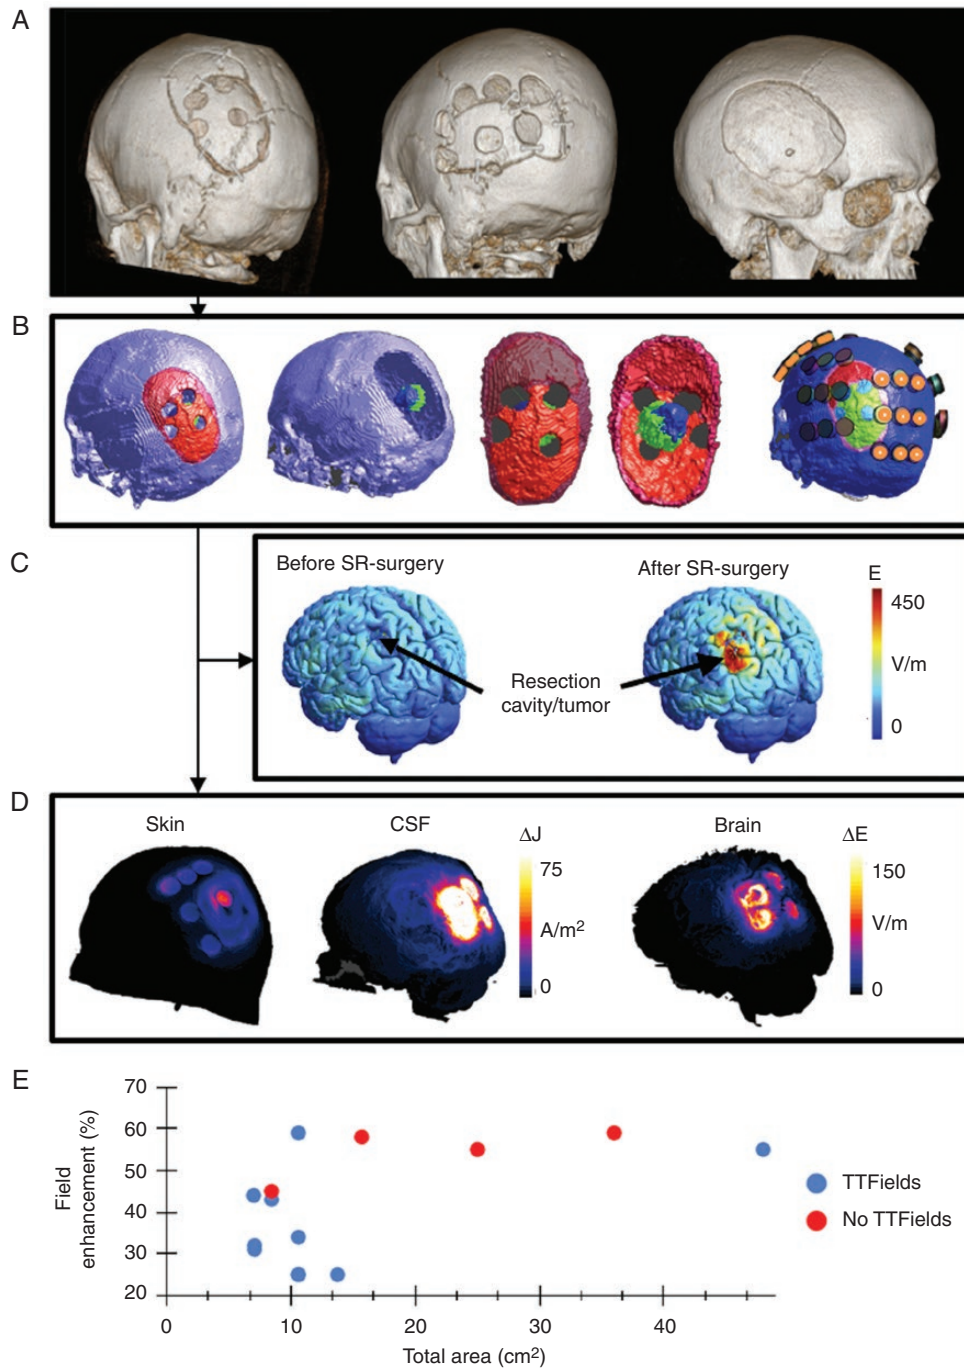 A
B
C
Before SR-surgery
After SR-surgery
E
450
V/m
0
Resection
cavity/tumor
D
Skin
CSF
ΔJ
75
A/m²
0
Brain
ΔE
150
V/m
0
E
Field
enhancement (%)
70
60
50
40
30
20
0
10
20
30
40
Total area (cm²)
TTFields
No TTFields